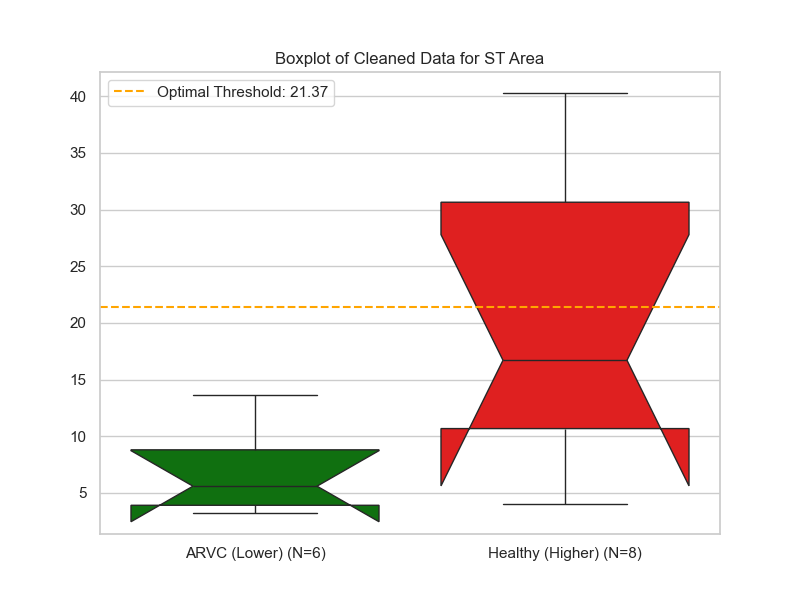 Boxplot of Cleaned Data for ST Area
Optimal Threshold: 21.37
40
35
30
25
20
15
10
5
ARVC (Lower) (N=6)
Healthy (Higher) (N=8)